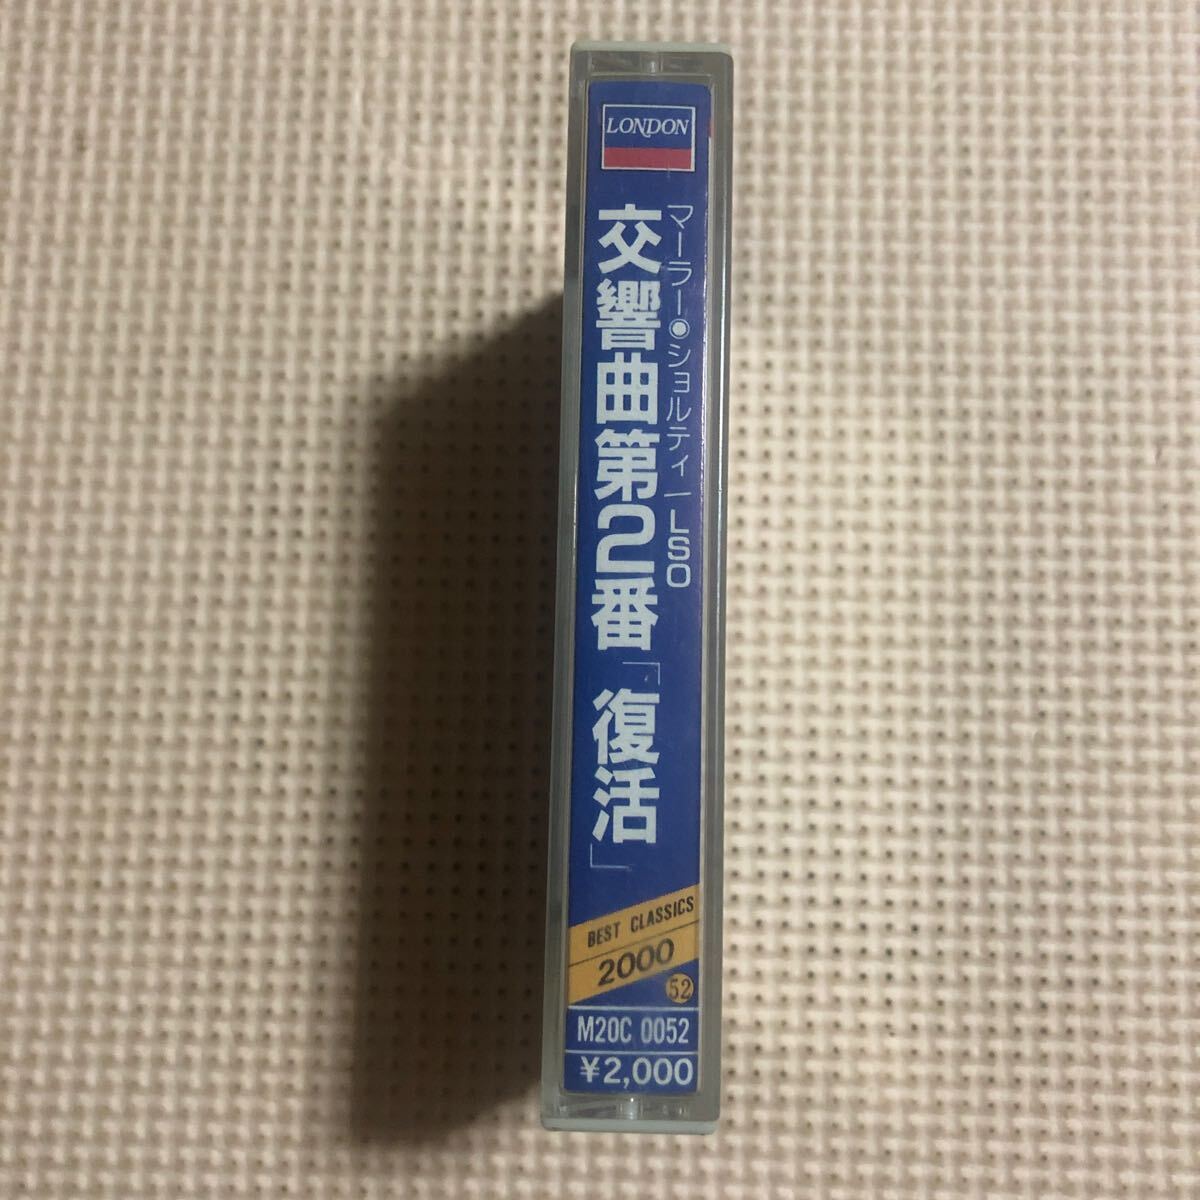 LONDON
マーラー◉ショルティ/LSO
交響曲第2番「復活」
BEST CLASSICS
2000
52
M20C 0052
¥2,000